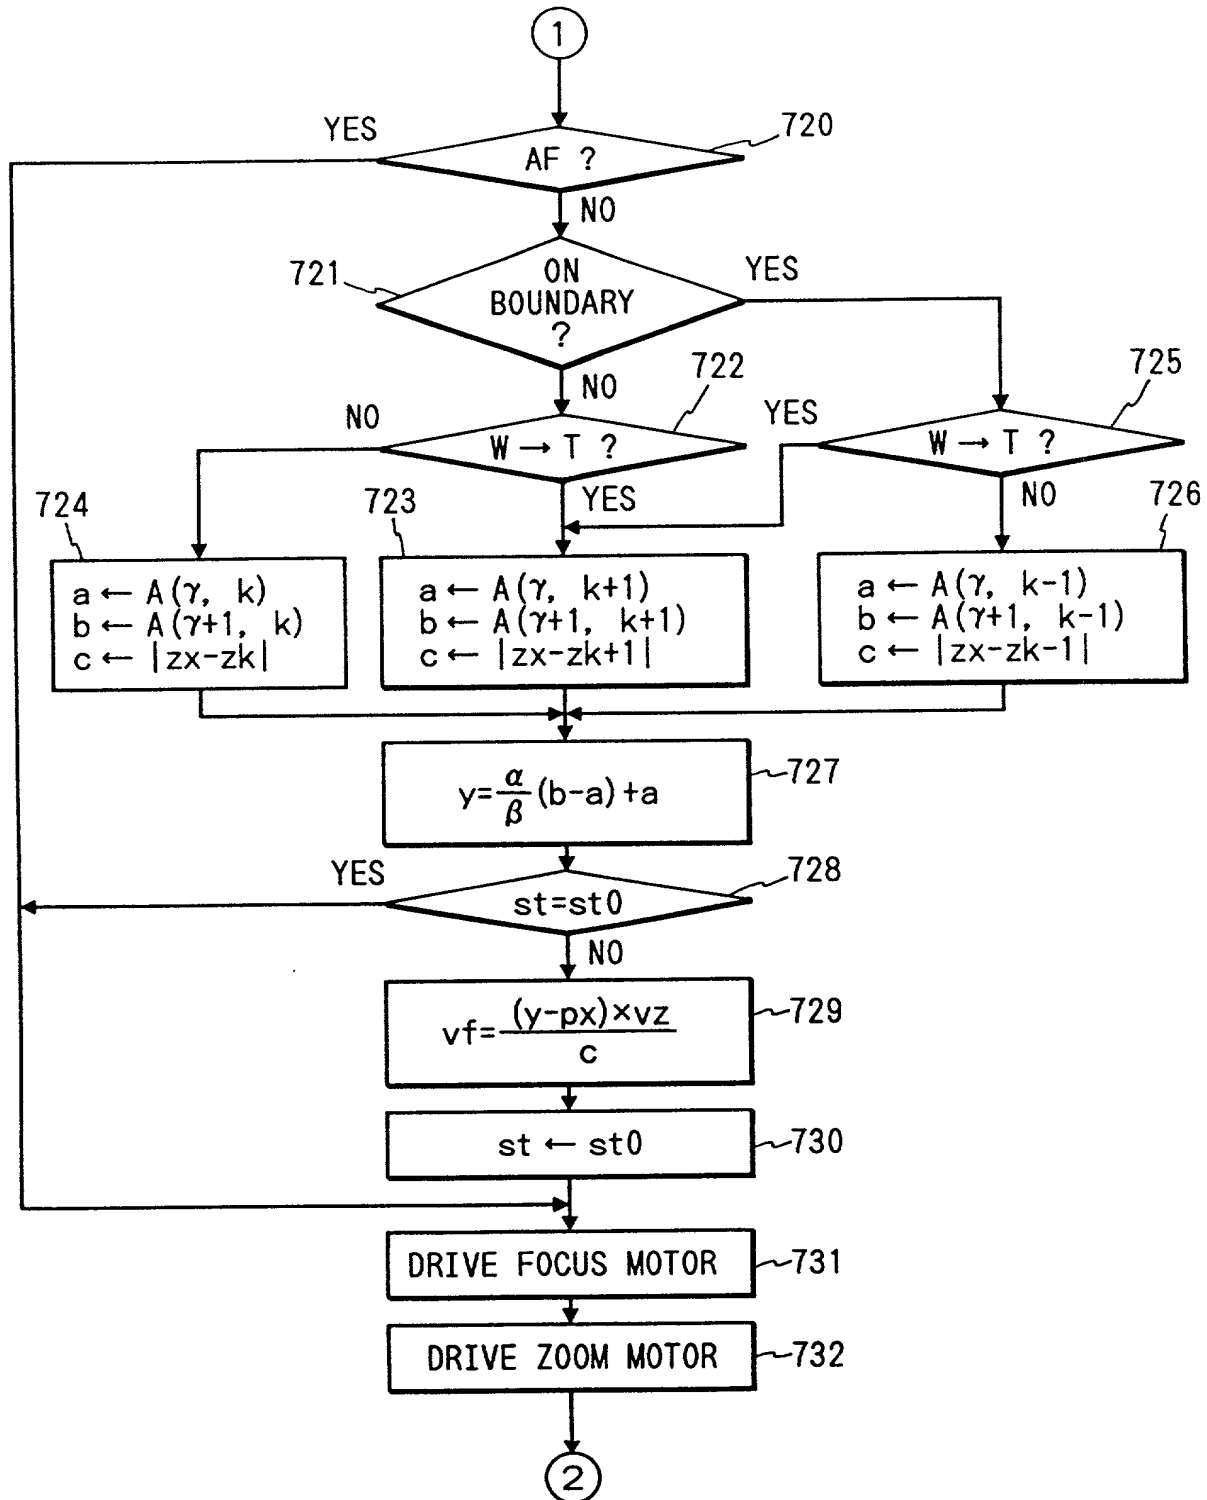 1
YES
720
AF ?
NO
721
ON
BOUNDARY
?
YES
NO
722
725
NO
W → T ?
YES
W → T ?
YES
NO
724
a ← A(γ, k)
b ← A(γ+1, k)
c ← |zx-zk|
723
a ← A(γ, k+1)
b ← A(γ+1, k+1)
c ← |zx-zk+1|
726
a ← A(γ, k-1)
b ← A(γ+1, k-1)
c ← |zx-zk-1|
y=α/β(b-a)+a
727
YES
728
st=st0
NO
vf=(y-px)×vz/c
729
st ← st0
730
DRIVE FOCUS MOTOR
731
DRIVE ZOOM MOTOR
732
2